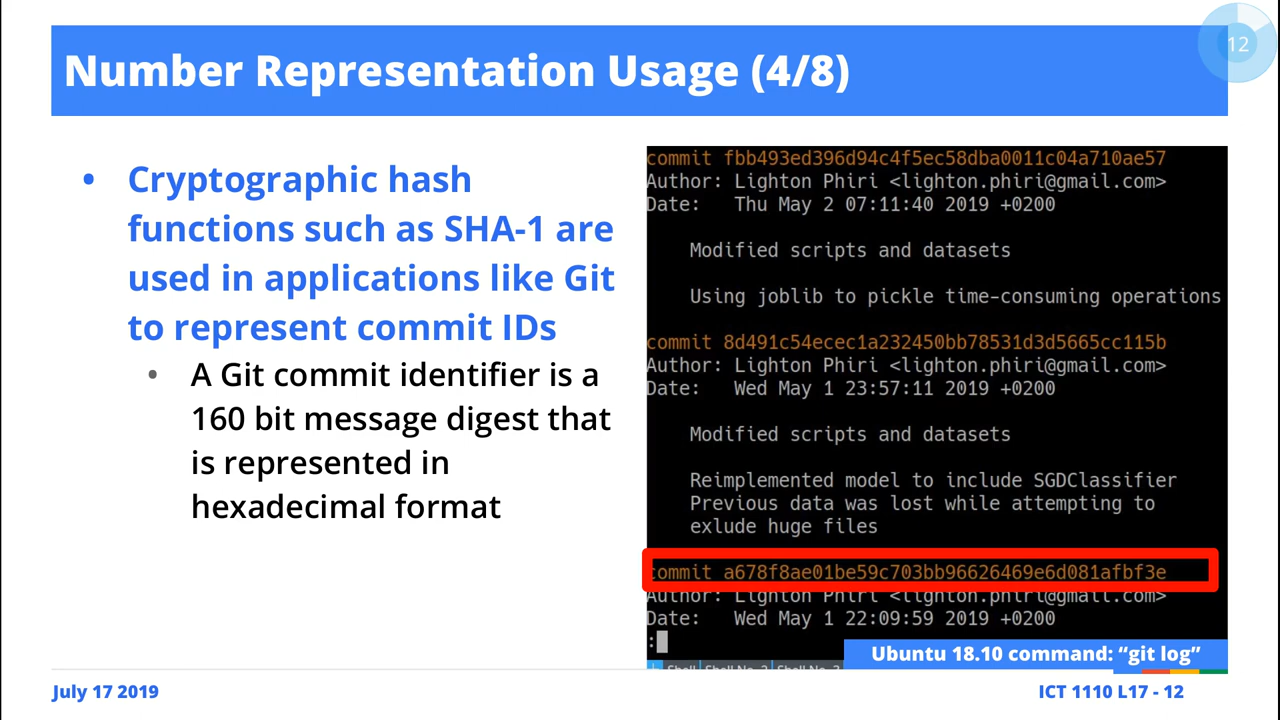 12
Number Representation Usage (4/8)
• Cryptographic hash
functions such as SHA-1 are
used in applications like Git
to represent commit IDs
• A Git commit identifier is a
160 bit message digest that
is represented in
hexadecimal format
commit fbb493ed396d94c4f5ec58dba0011c04a710ae57
Author: Lighton Phiri <lighton.phiri@gmail.com>
Date:   Thu May 2 07:11:40 2019 +0200
Modified scripts and datasets
Using joblib to pickle time-consuming operations
commit 8d491c54ecec1a232450bb78531d3d5665cc115b
Author: Lighton Phiri <lighton.phiri@gmail.com>
Date:   Wed May 1 23:57:11 2019 +0200
Modified scripts and datasets
Reimplemented model to include SGDClassifier
Previous data was lost while attempting to
exlude huge files
commit a678f8ae01be59c703bb96626469e6d081afbf3e
Author: Lighton Phiri <lighton.phiri@gmail.com>
Date:   Wed May 1 22:09:59 2019 +0200
:
Ubuntu 18.10 command: “git log”
July 17 2019
ICT 1110 L17 - 12